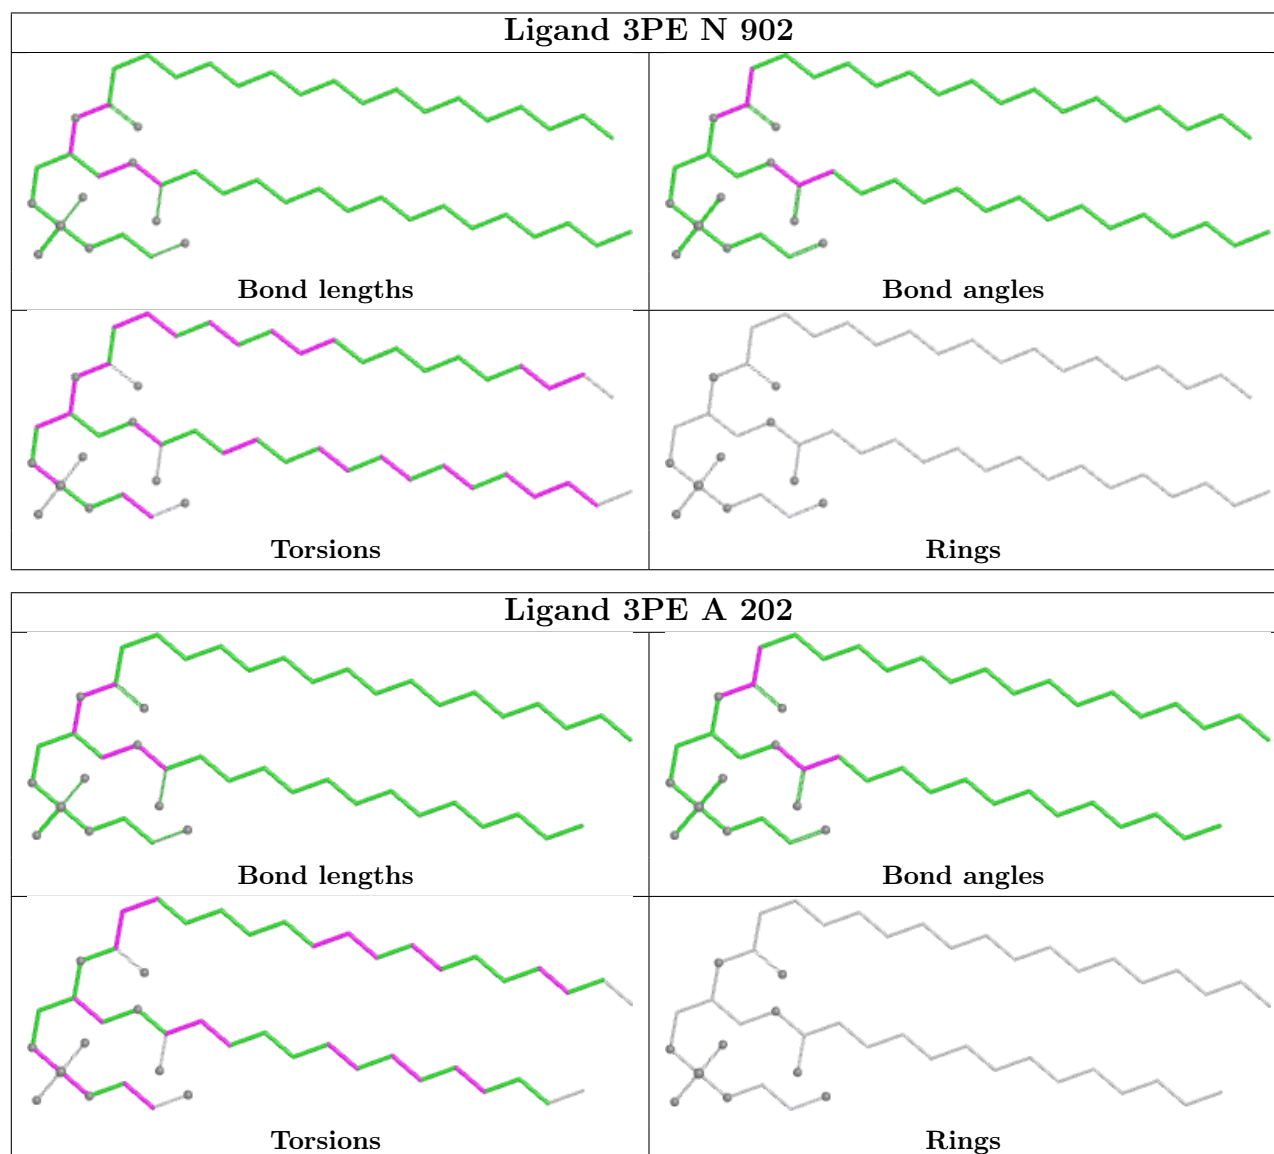 Ligand 3PE N 902
Bond lengths
Bond angles
Torsions
Rings
Ligand 3PE A 202
Bond lengths
Bond angles
Torsions
Rings